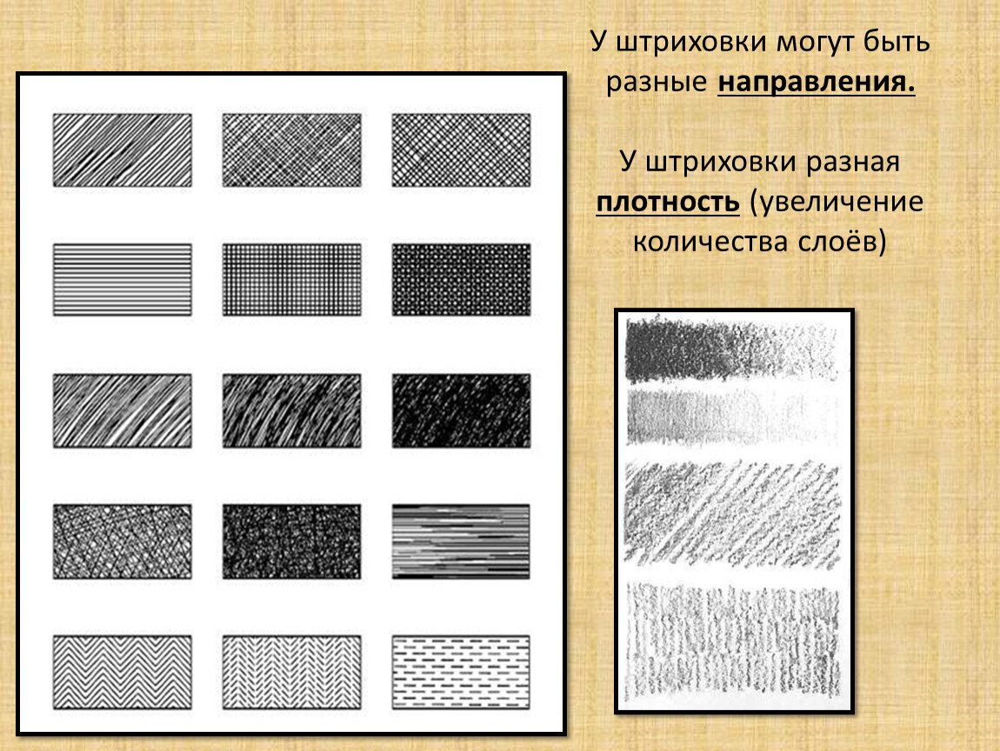 У штриховки могут быть
разные направления.
У штриховки разная
плотность (увеличение
количества слоёв)